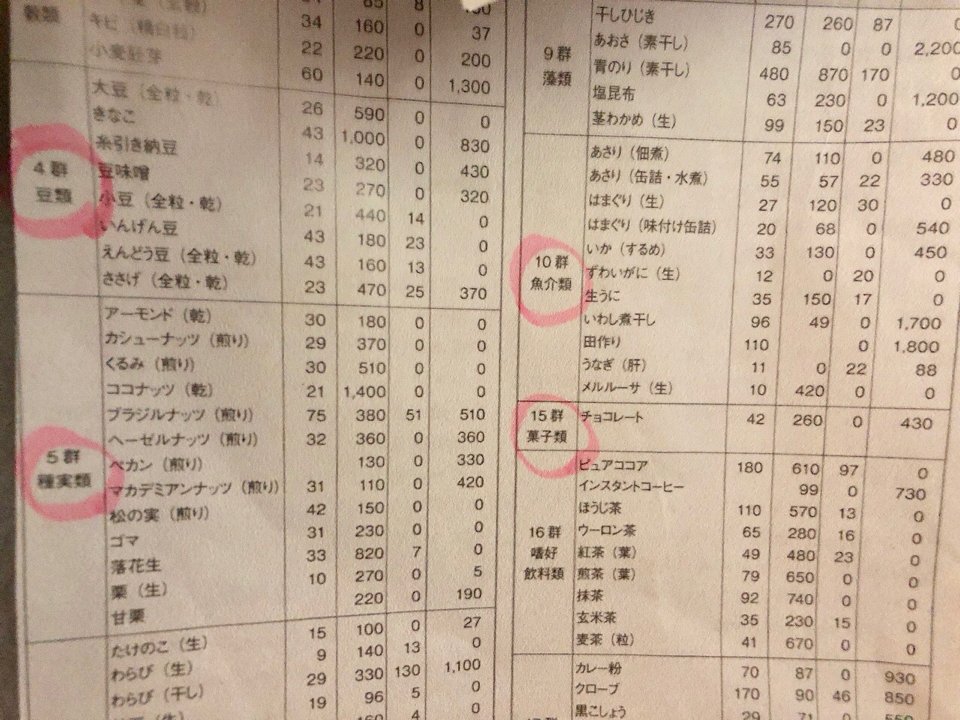 穀類
34 160 0 37
キビ（精白粒） 22 220 0 200
小麦胚芽 60 140 0 1,300
4群
豆類
大豆（全粒・乾） 26 590 0 0
きなこ 43 1,000 0 830
糸引き納豆 14 320 0 430
豆味噌 23 270 0 320
小豆（全粒・乾） 21 440 14 0
いんげん豆 43 180 23 0
えんどう豆（全粒・乾） 43 160 13 0
ささげ（全粒・乾） 23 470 25 370
5群
種実類
アーモンド（乾） 30 180 0 0
カシューナッツ（煎り） 29 370 0 0
くるみ（煎り） 30 510 0 0
ココナッツ（乾） 21 1,400 0 0
ブラジルナッツ（煎り） 75 380 51 510
ヘーゼルナッツ（煎り） 32 360 0 360
ペカン（煎り） 130 0 330
マカデミアンナッツ（煎り） 31 110 0 420
松の実（煎り） 42 150 0 0
ゴマ 31 230 0 0
落花生 33 820 7 0
栗（生） 10 270 0 5
甘栗 220 0 190
たけのこ（生） 15 100 0 27
わらび（生） 9 140 13 0
わらび（干し） 29 330 130 1,100
19 96 5 0
9群
藻類
干しひじき 270 260 87 0
あおさ（素干し） 85 0 0 2,200
青のり（素干し） 480 870 170 0
塩昆布 63 230 0 1,200
茎わかめ（生） 99 150 23 0
10群
魚介類
あさり（佃煮） 74 110 0 480
あさり（缶詰・水煮） 55 57 22 330
はまぐり（生） 27 120 30 0
はまぐり（味付け缶詰） 20 68 0 540
いか（するめ） 33 130 0 450
ずわいがに（生） 12 0 20 0
生うに 35 150 17 0
いわし煮干し 96 49 0 1,700
田作り 110 0 1,800
うなぎ（肝） 11 0 22 88
メルルーサ（生） 10 420 0 0
15群
菓子類
チョコレート 42 260 0 430
16群
嗜好
飲料類
ピュアココア 180 610 97 0
インスタントコーヒー 99 0 730
ほうじ茶 110 570 13 0
ウーロン茶 65 280 16 0
紅茶（葉） 49 480 23 0
煎茶（葉） 79 650 0 0
抹茶 92 740 0 0
玄米茶 35 230 15 0
麦茶（粒） 41 670 0 0
カレー粉 70 87 0 930
クローブ 170 90 46 850
黒こしょう 29 71